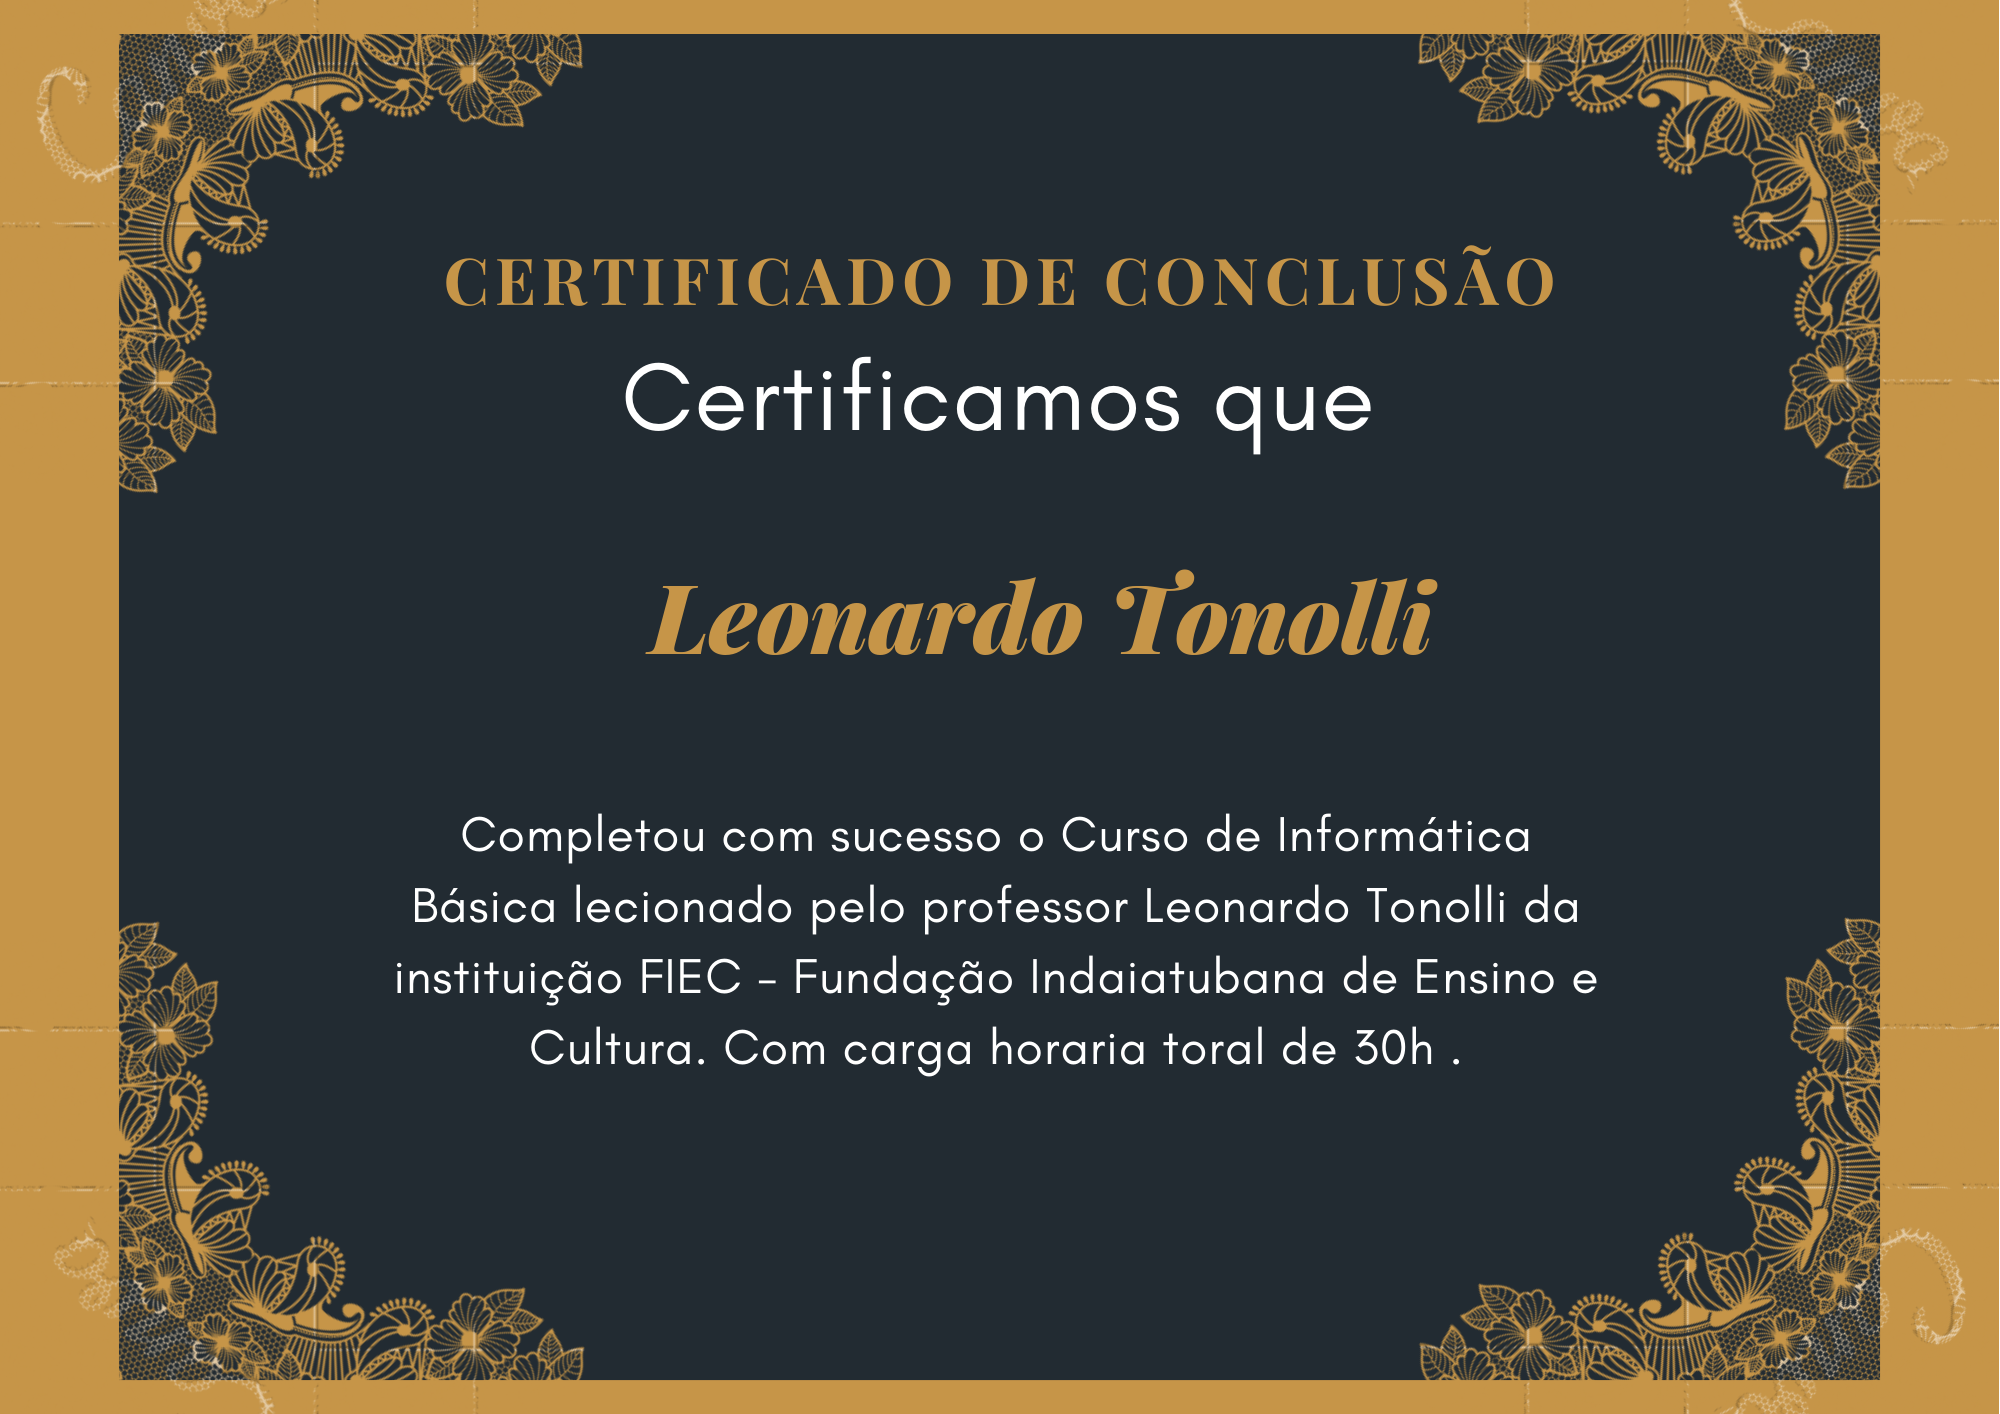 CERTIFICADO DE CONCLUSÃO
Certificamos que
Leonardo Tonolli
Completou com sucesso o Curso de Informática
Básica lecionado pelo professor Leonardo Tonolli da
instituição FIEC - Fundação Indaiatubana de Ensino e
Cultura. Com carga horaria toral de 30h .